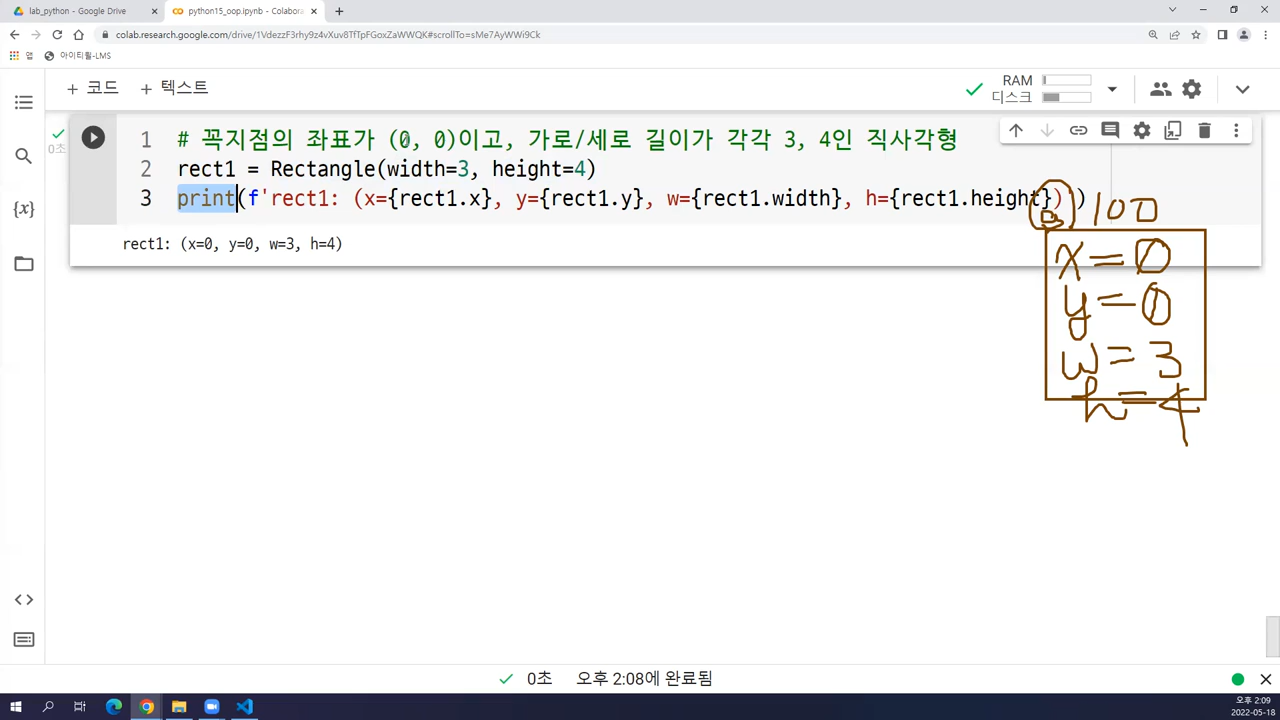 lab_python - Google Drive
python15_oop.ipynb - Colabora
colab.research.google.com/drive/1VdezzF3rhy9z4vXuv8TfTpFGoxZaWWQK#scrollTo=sMe7AyWWi9Ck
앱
아이티윌-LMS
+ 코드
+ 텍스트
RAM
디스크
1 # 꼭지점의 좌표가 (0, 0)이고, 가로/세로 길이가 각각 3, 4인 직사각형
0초
2 rect1 = Rectangle(width=3, height=4)
3 print(f'rect1: (x={rect1.x}, y={rect1.y}, w={rect1.width}, h={rect1.height})
100
rect1: (x=0, y=0, w=3, h=4)
x=0
y=0
w=3
h=4
{x}
0초 오후 2:08에 완료됨
오후 2:09
2022-05-18